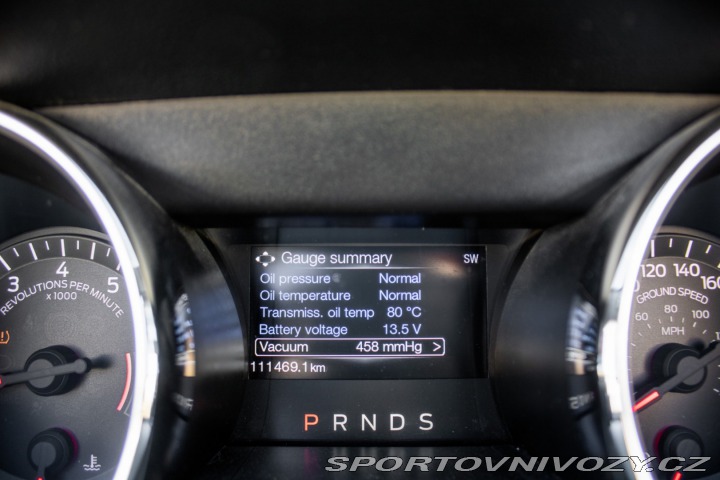 Gauge summary SW
Oil pressure Normal
Oil temperature Normal
Transmiss. oil temp 80 °C
Battery voltage 13.5 V
Vacuum 458 mmHg >
111469.1 km
P R N D S
3 4 5
REVOLUTIONS PER MINUTE
x1000
7
120 140 160
GROUND SPEED
60 80 100
MPH
SPORTOVNIVOZY.CZ